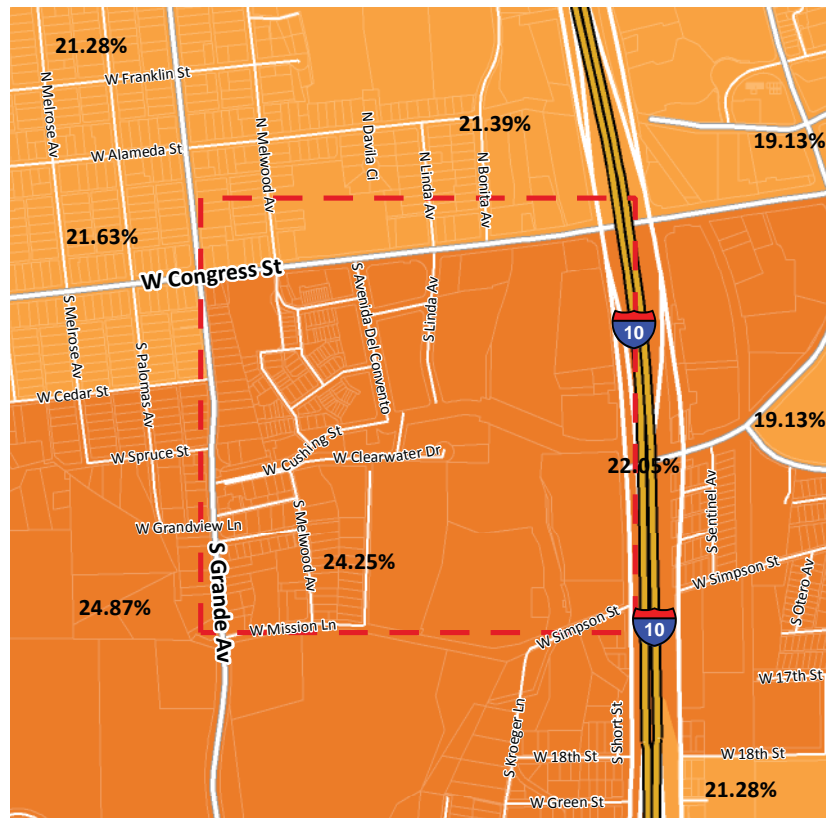 21.28%
W Franklin St
N Melrose Av
N Melwood Av
N Davila Ci
21.39%
19.13%
W Alameda St
N Linda Av
N Bonita Av
21.63%
W Congress St
S Melrose Av
S Palomas Av
S Avenida Del Convento
S Linda Av
10
W Cedar St
19.13%
W Spruce St
W Cushing St
W Clearwater Dr
22.05%
S Sentinel Av
W Grandview Ln
S Melwood Av
S Grande Av
24.25%
W Simpson St
24.87%
S Otero Av
W Mission Ln
W Simpson St
10
W 17th St
S Kroeger Ln
S Short St
W 18th St
W 18th St
21.28%
W Green St